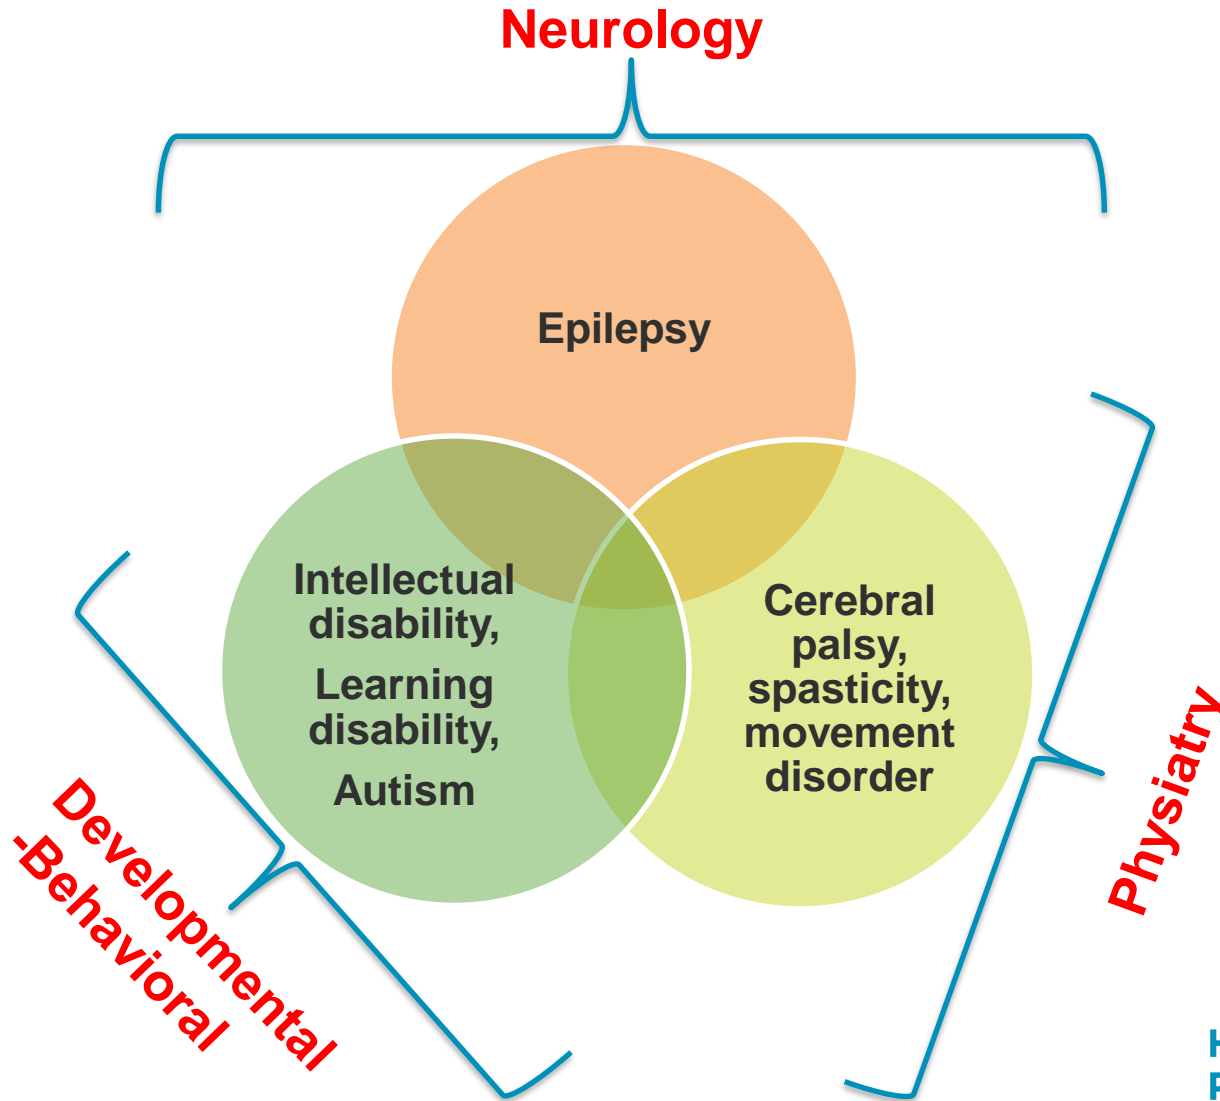 Neurology
Epilepsy
Intellectual
disability,
Learning
disability,
Autism
Cerebral
palsy,
spasticity,
movement
disorder
Developmental
-Behavioral
Physiatry